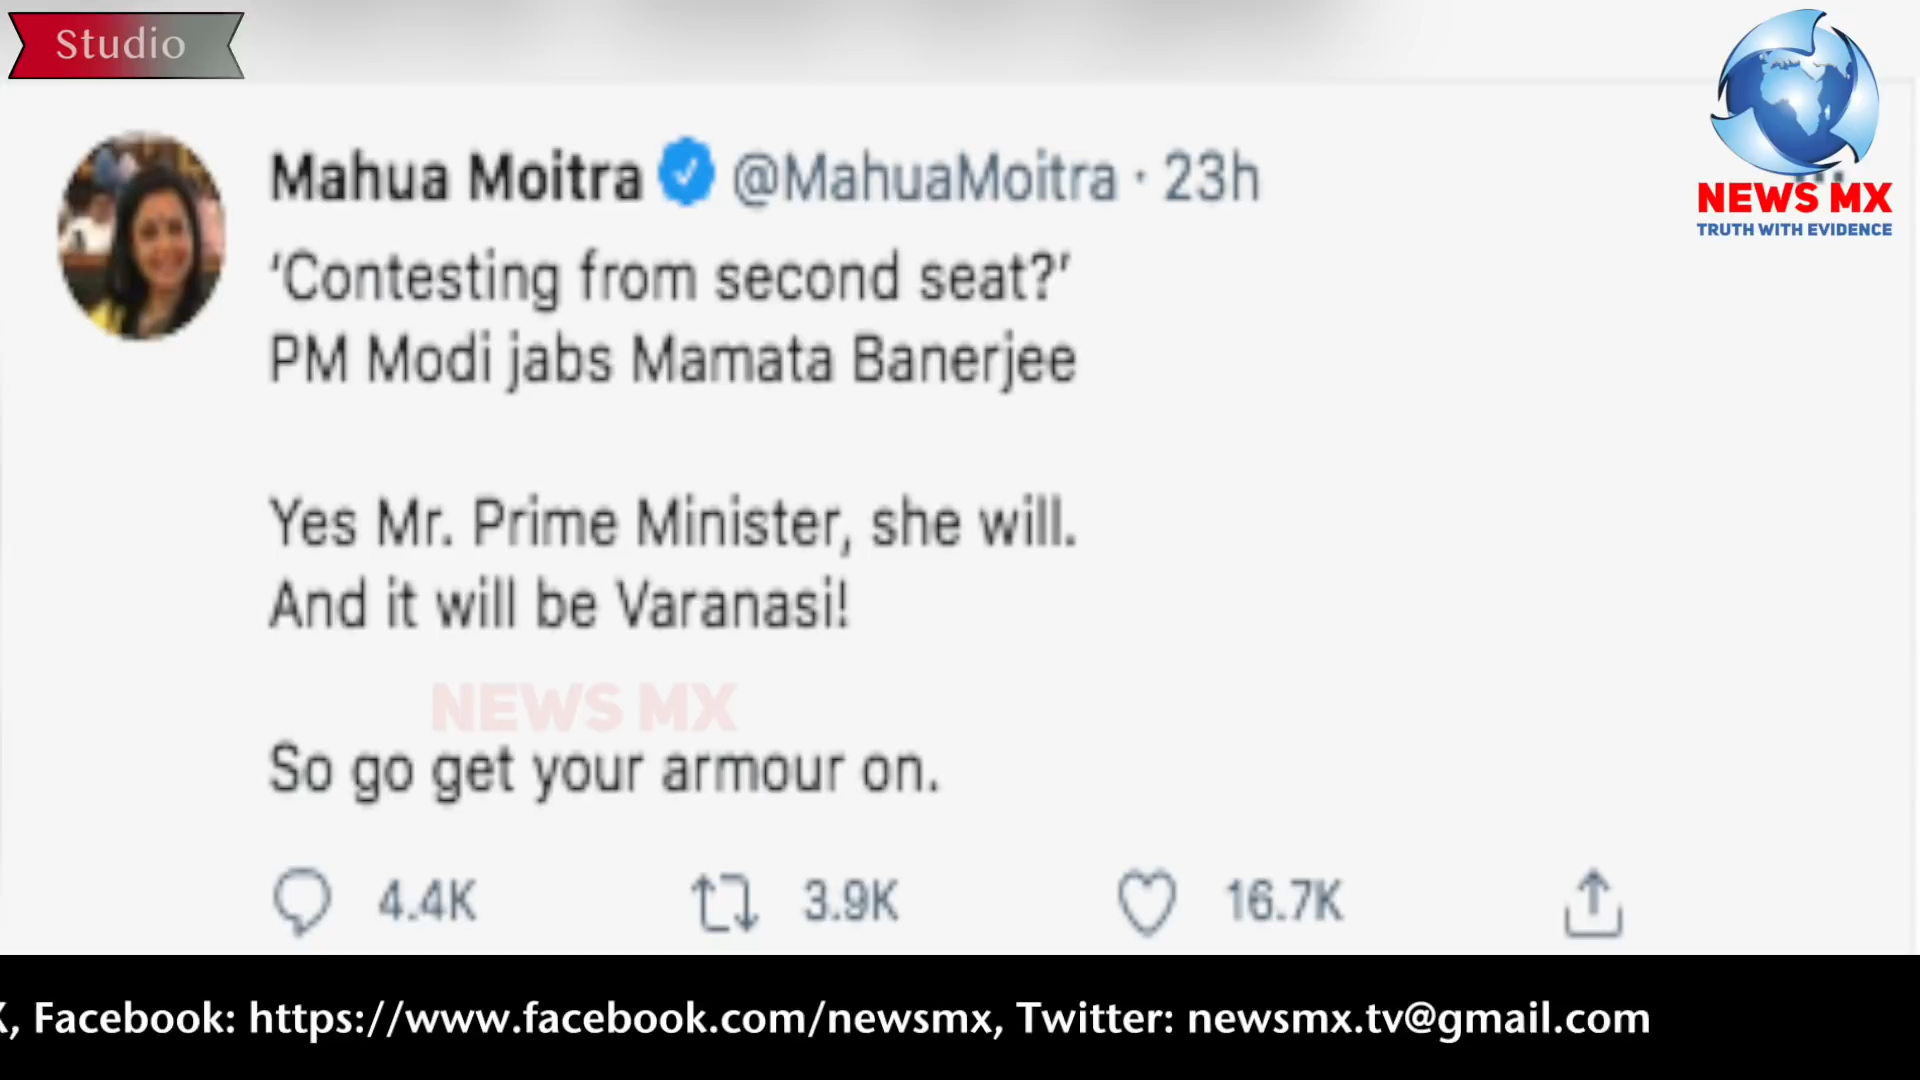 Studio
NEWS MX
TRUTH WITH EVIDENCE
Mahua Moitra @MahuaMoitra · 23h
‘Contesting from second seat?’
PM Modi jabs Mamata Banerjee
Yes Mr. Prime Minister, she will.
And it will be Varanasi!
NEWS MX
So go get your armour on.
4.4K 3.9K 16.7K
, Facebook: https://www.facebook.com/newsmx, Twitter: newsmx.tv@gmail.com